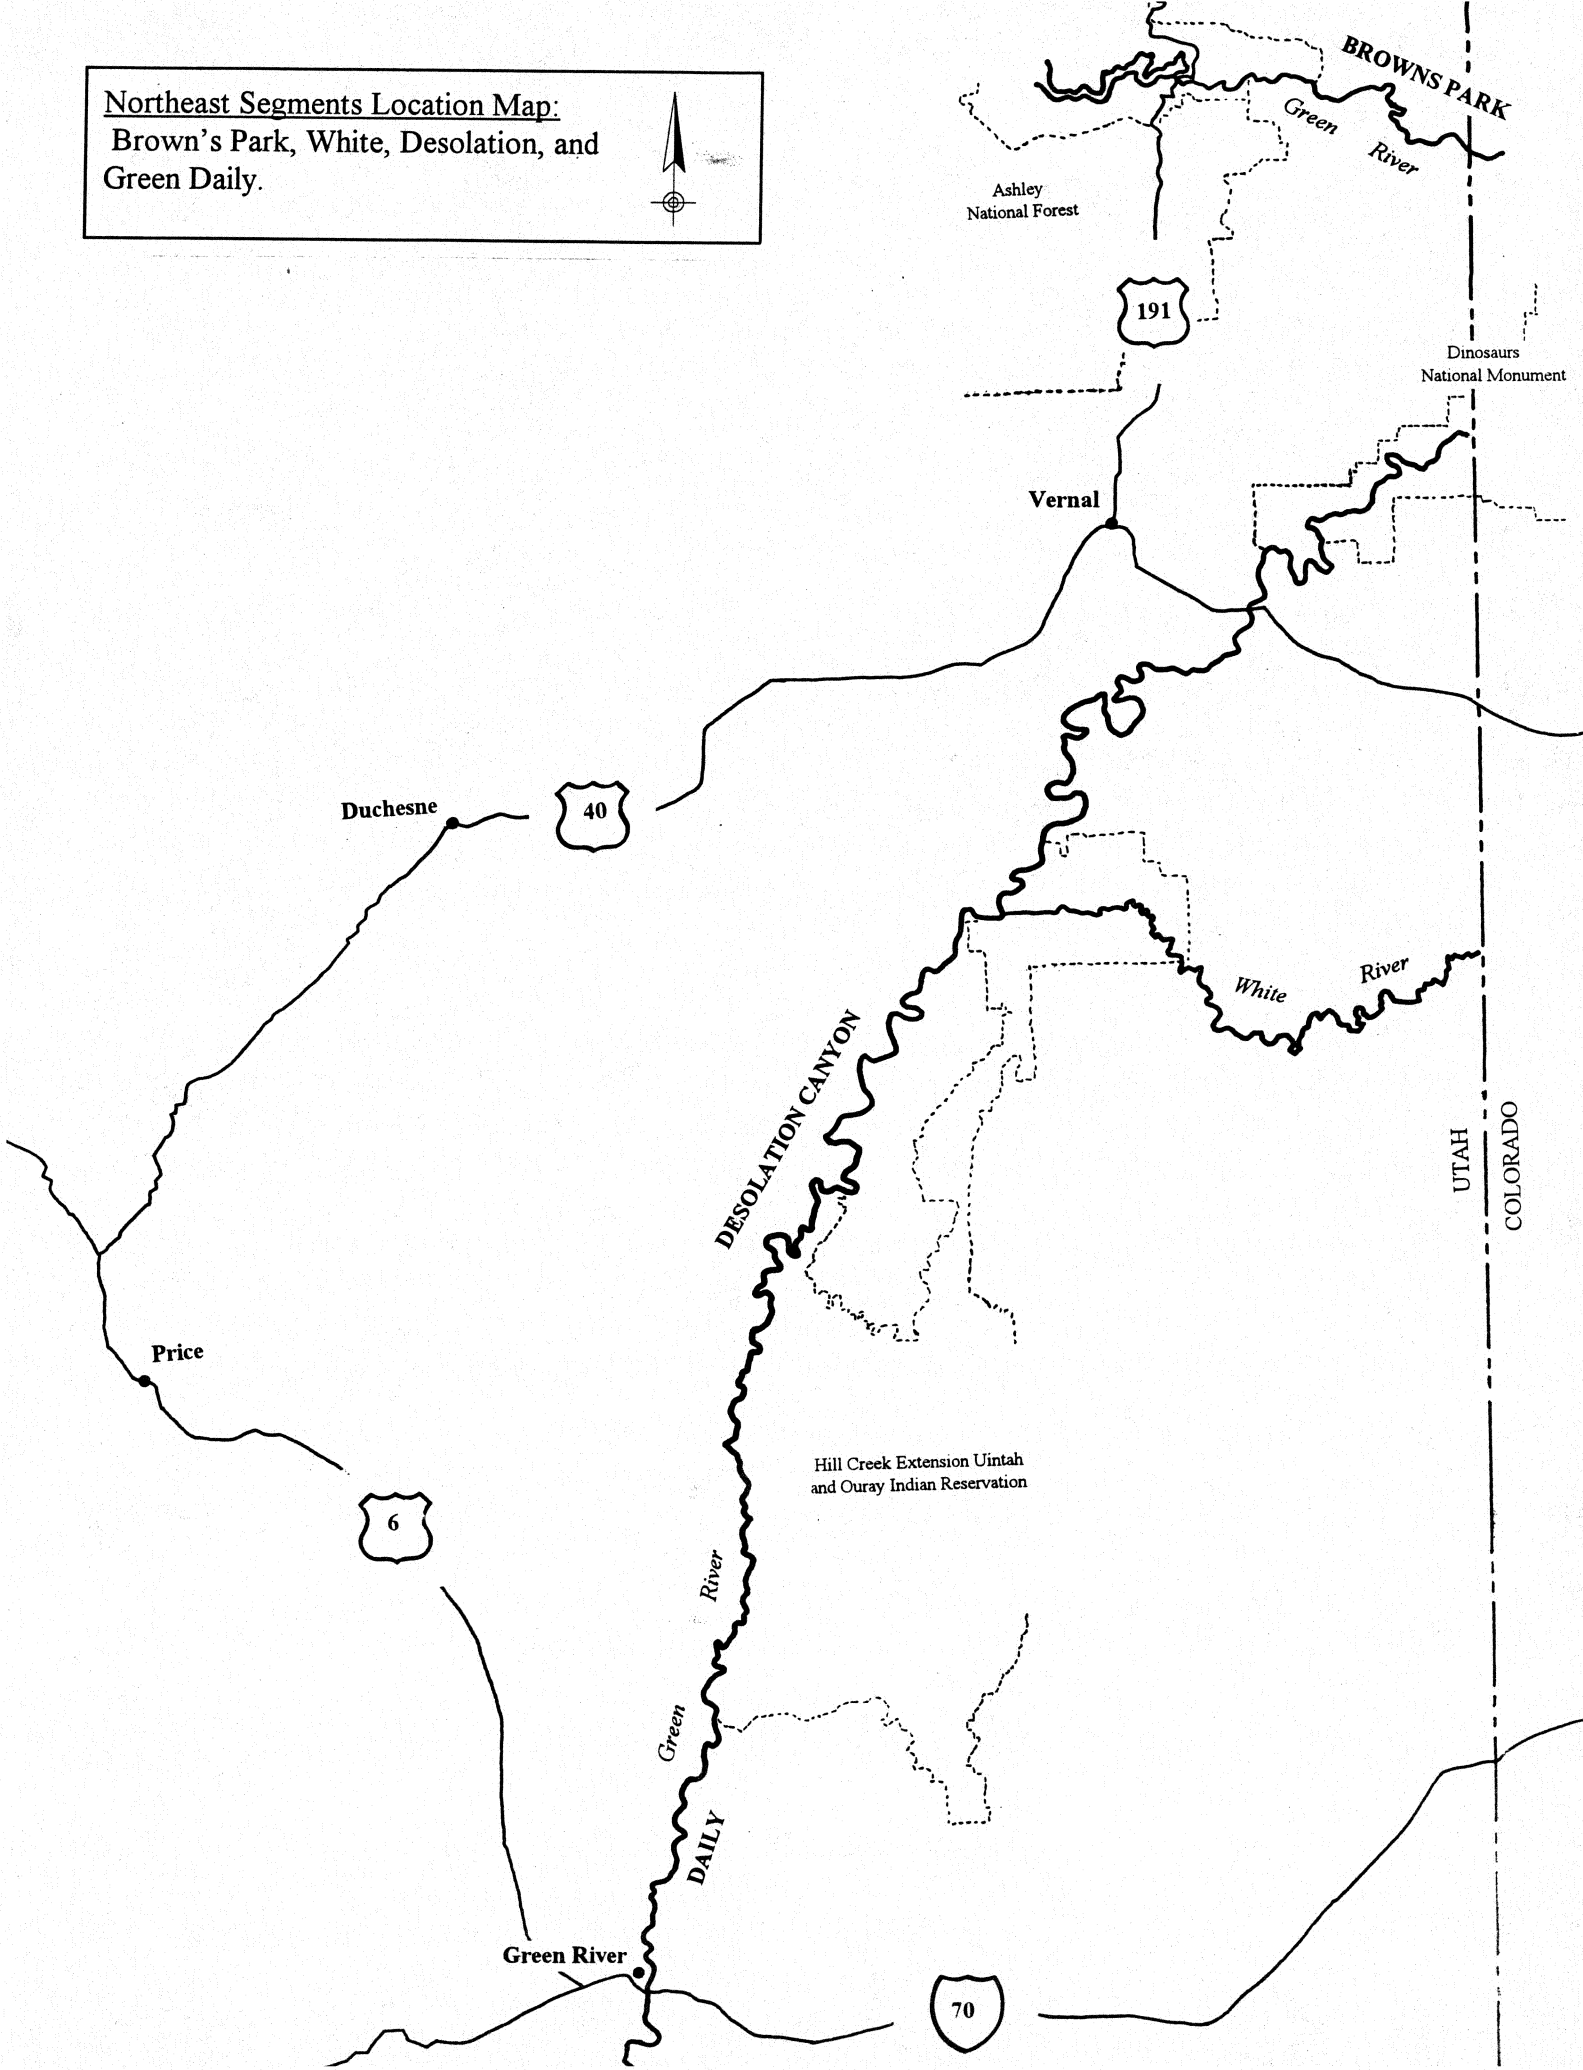 Northeast Segments Location Map:
Brown's Park, White, Desolation, and
Green Daily.
BROWNS PARK
Green
River
Ashley
National Forest
191
Dinosaurs
National Monument
Vernal
Duchesne
40
White
River
DESOLATION CANYON
UTAH
COLORADO
Price
Hill Creek Extension Uintah
and Ouray Indian Reservation
6
River
Green
DAILY
Green River
70